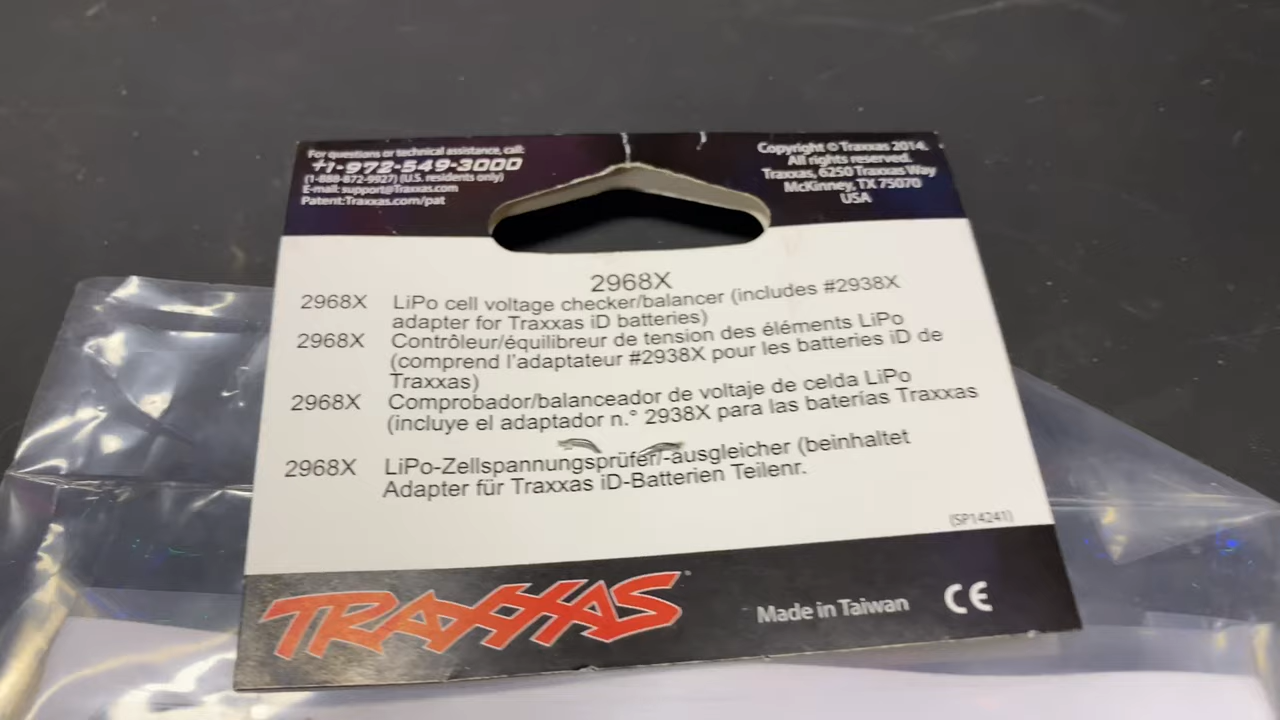 For questions or technical assistance, call:
+1-972-549-3000
(1-888-872-9927) (U.S. residents only)
E-mail: support@Traxxas.com
Patent:Traxxas.com/pat
Copyright © Traxxas 2014.
All rights reserved.
Traxxas, 6250 Traxxas Way
McKinney, TX 75070
USA
2968X
2968X LiPo cell voltage checker/balancer (includes #2938X
adapter for Traxxas iD batteries)
2968X Contrôleur/équilibreur de tension des éléments LiPo
(comprend l'adaptateur #2938X pour les batteries iD de
Traxxas)
2968X Comprobador/balanceador de voltaje de celda LiPo
(incluye el adaptador n.° 2938X para las baterías Traxxas
2968X LiPo-Zellspannungsprüfer/-ausgleicher (beinhaltet
Adapter für Traxxas iD-Batterien Teilenr.
(SP14241)
TRAXXAS
Made in Taiwan CE